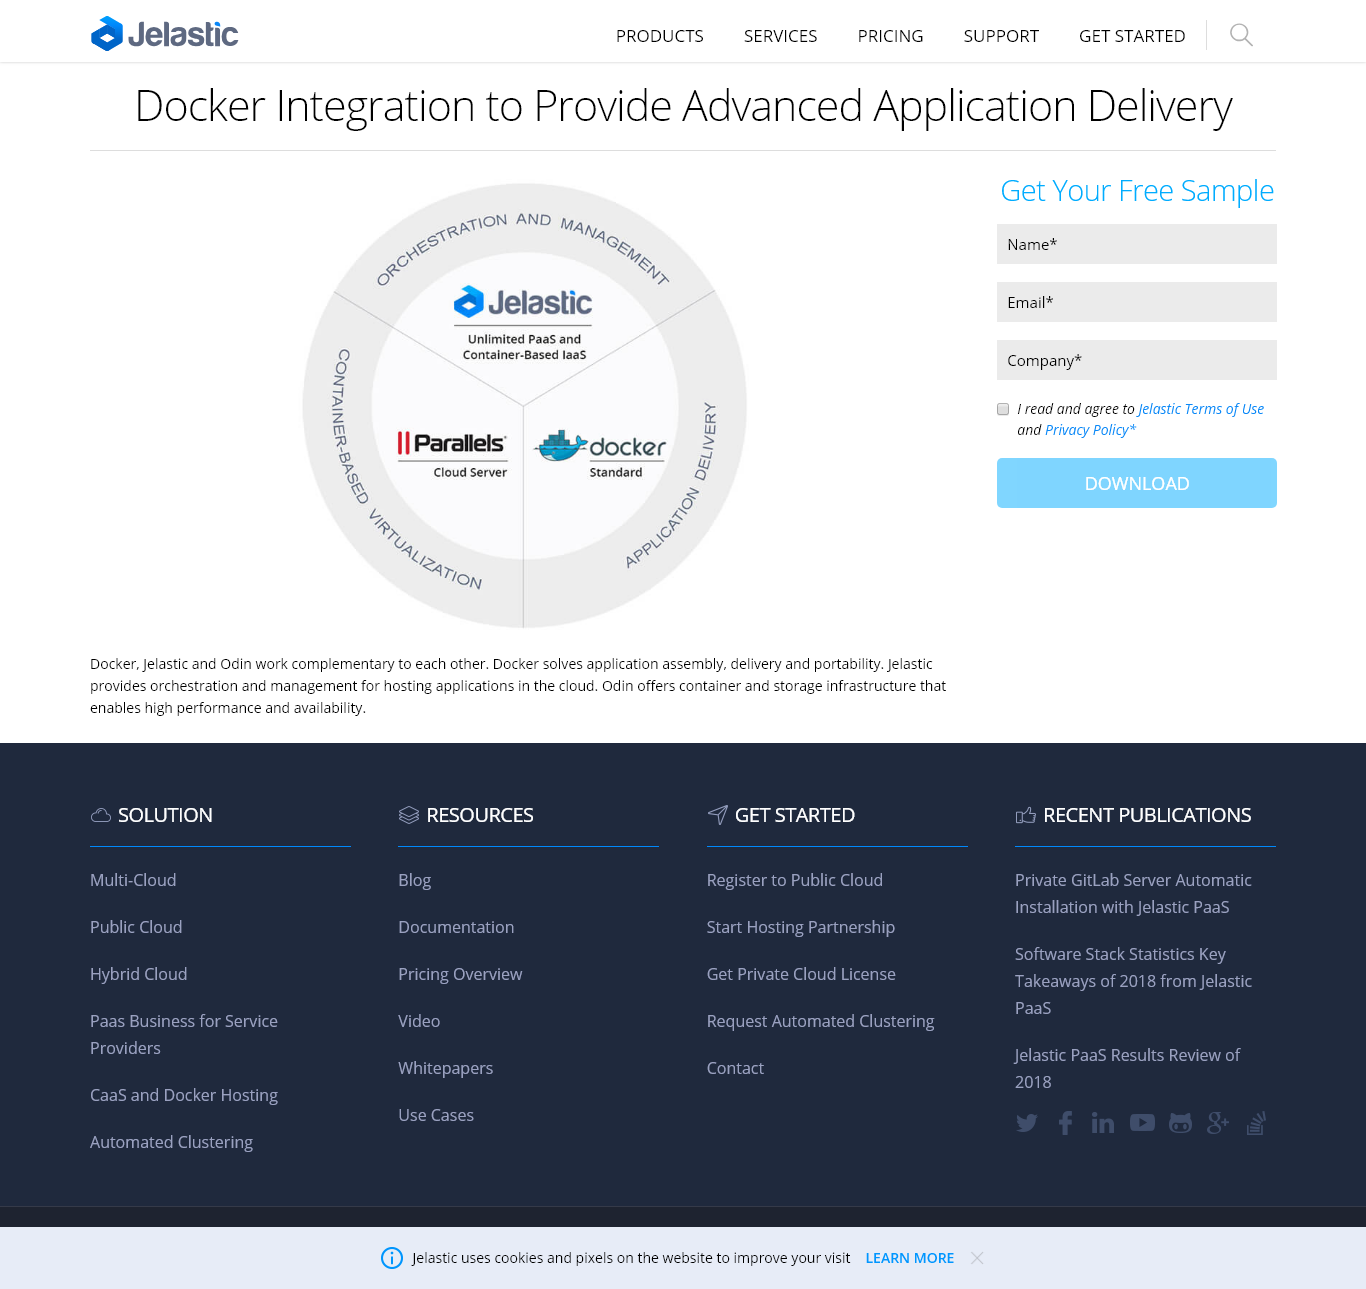 Jelastic
PRODUCTS
SERVICES
PRICING
SUPPORT
GET STARTED
Docker Integration to Provide Advanced Application Delivery
ORCHESTRATION AND MANAGEMENT
Jelastic
Unlimited PaaS and
Container-Based IaaS
CONTAINER-BASED VIRTUALIZATION
Parallels
Cloud Server
docker
Standard
APPLICATION DELIVERY
Get Your Free Sample
Name*
Email*
Company*
I read and agree to Jelastic Terms of Use
and Privacy Policy*
DOWNLOAD
Docker, Jelastic and Odin work complementary to each other. Docker solves application assembly, delivery and portability. Jelastic
provides orchestration and management for hosting applications in the cloud. Odin offers container and storage infrastructure that
enables high performance and availability.
SOLUTION
Multi-Cloud
Public Cloud
Hybrid Cloud
Paas Business for Service
Providers
CaaS and Docker Hosting
Automated Clustering
RESOURCES
Blog
Documentation
Pricing Overview
Video
Whitepapers
Use Cases
GET STARTED
Register to Public Cloud
Start Hosting Partnership
Get Private Cloud License
Request Automated Clustering
Contact
RECENT PUBLICATIONS
Private GitLab Server Automatic
Installation with Jelastic PaaS
Software Stack Statistics Key
Takeaways of 2018 from Jelastic
PaaS
Jelastic PaaS Results Review of
2018
Jelastic uses cookies and pixels on the website to improve your visit
LEARN MORE